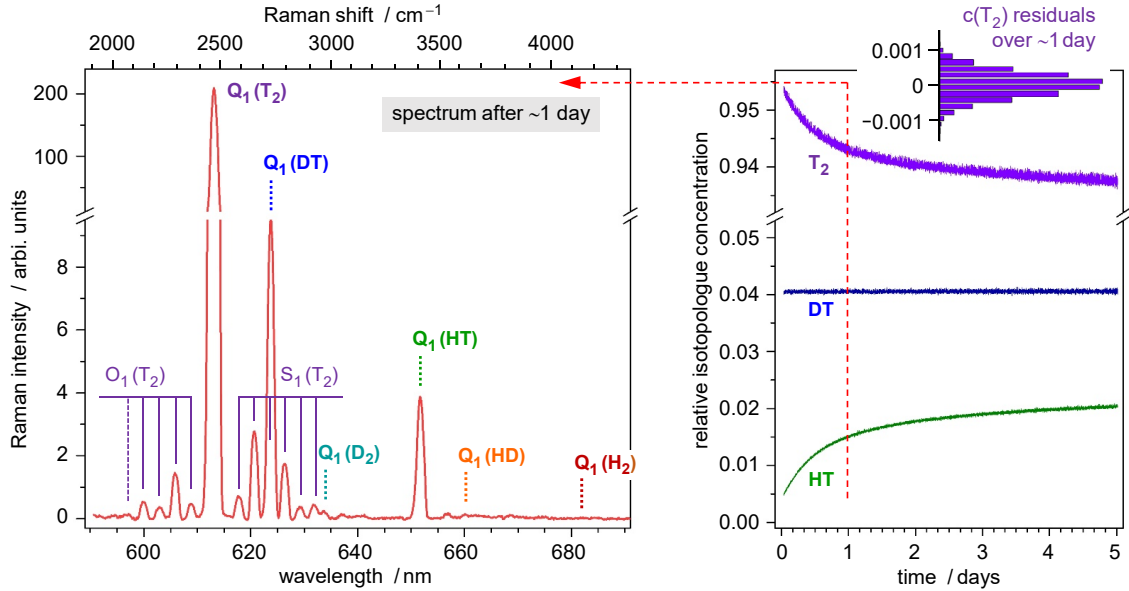 Raman shift / cm⁻¹
2000 2500 3000 3500 4000
200
100
8
6
4
2
0
Raman intensity / arbi. units
Q₁(T₂)
spectrum after ~1 day
Q₁(DT)
Q₁(HT)
O₁(T₂)
S₁(T₂)
Q₁(D₂)
Q₁(HD)
Q₁(H₂)
600 620 640 660 680
wavelength / nm
c(T₂) residuals
over ~1 day
0.001
0
−0.001
0.95
0.94
0.05
0.04
0.03
0.02
0.01
0.00
relative isotopologue concentration
T₂
DT
HT
0 1 2 3 4 5
time / days